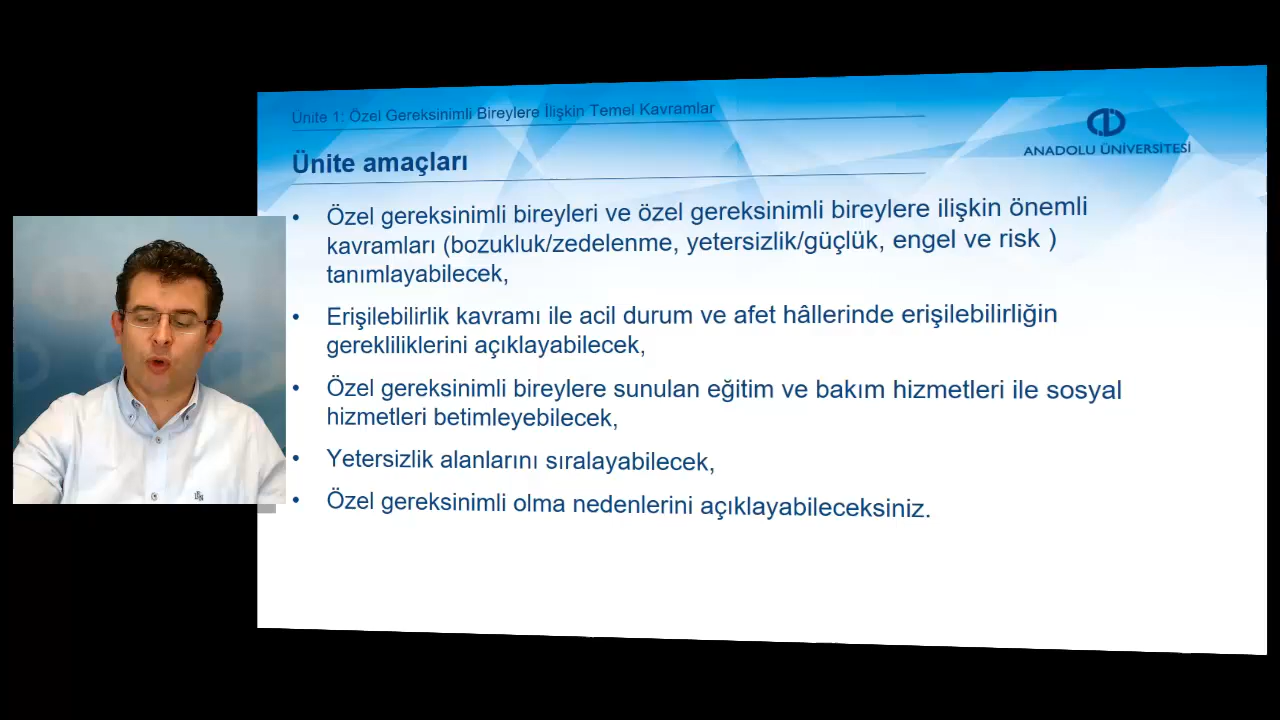 Ünite 1: Özel Gereksinimli Bireylere İlişkin Temel Kavramlar
ANADOLU ÜNİVERSİTESİ
Ünite amaçları
• Özel gereksinimli bireyleri ve özel gereksinimli bireylere ilişkin önemli
kavramları (bozukluk/zedelenme, yetersizlik/güçlük, engel ve risk )
tanımlayabilecek,
• Erişilebilirlik kavramı ile acil durum ve afet hâllerinde erişilebilirliğin
gerekliliklerini açıklayabilecek,
• Özel gereksinimli bireylere sunulan eğitim ve bakım hizmetleri ile sosyal
hizmetleri betimleyebilecek,
• Yetersizlik alanlarını sıralayabilecek,
• Özel gereksinimli olma nedenlerini açıklayabileceksiniz.